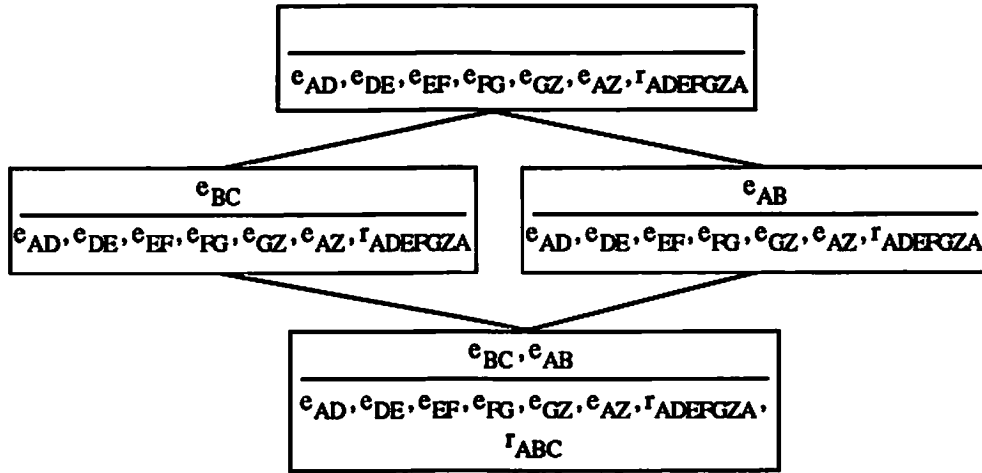 e_AD, e_DE, e_EF, e_FG, e_GZ, e_AZ, r_ADEFGZA
e_BC
e_AD, e_DE, e_EF, e_FG, e_GZ, e_AZ, r_ADEFGZA
e_AB
e_AD, e_DE, e_EF, e_FG, e_GZ, e_AZ, r_ADEFGZA
e_BC, e_AB
e_AD, e_DE, e_EF, e_FG, e_GZ, e_AZ, r_ADEFGZA,
r_ABC